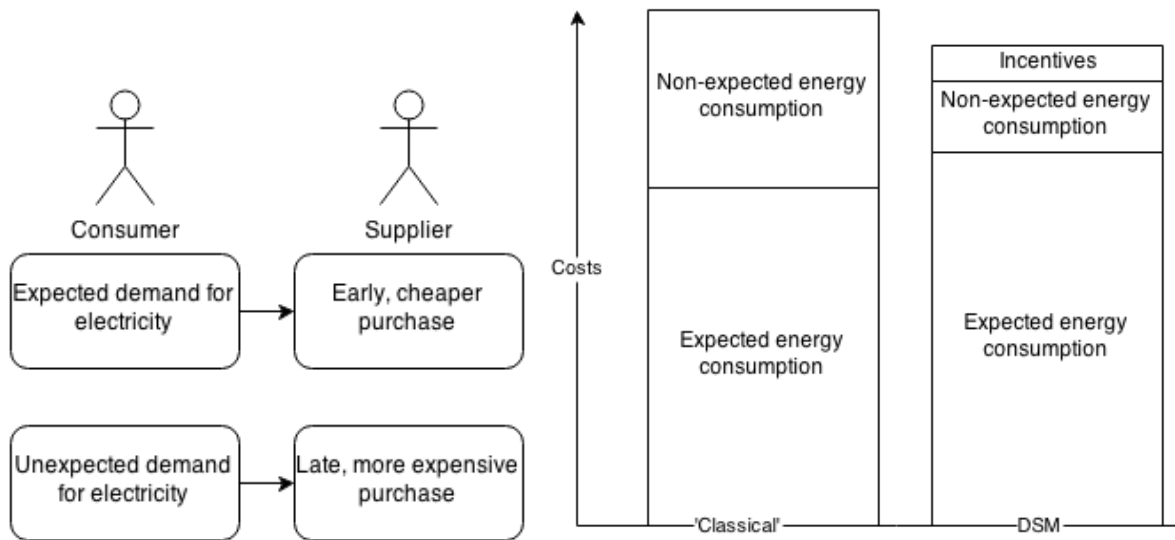 Consumer
Supplier
Expected demand for
electricity
Early, cheaper
purchase
Unexpected demand
for electricity
Late, more expensive
purchase
Costs
Non-expected energy
consumption
Expected energy
consumption
'Classical'
Incentives
Non-expected energy
consumption
Expected energy
consumption
DSM